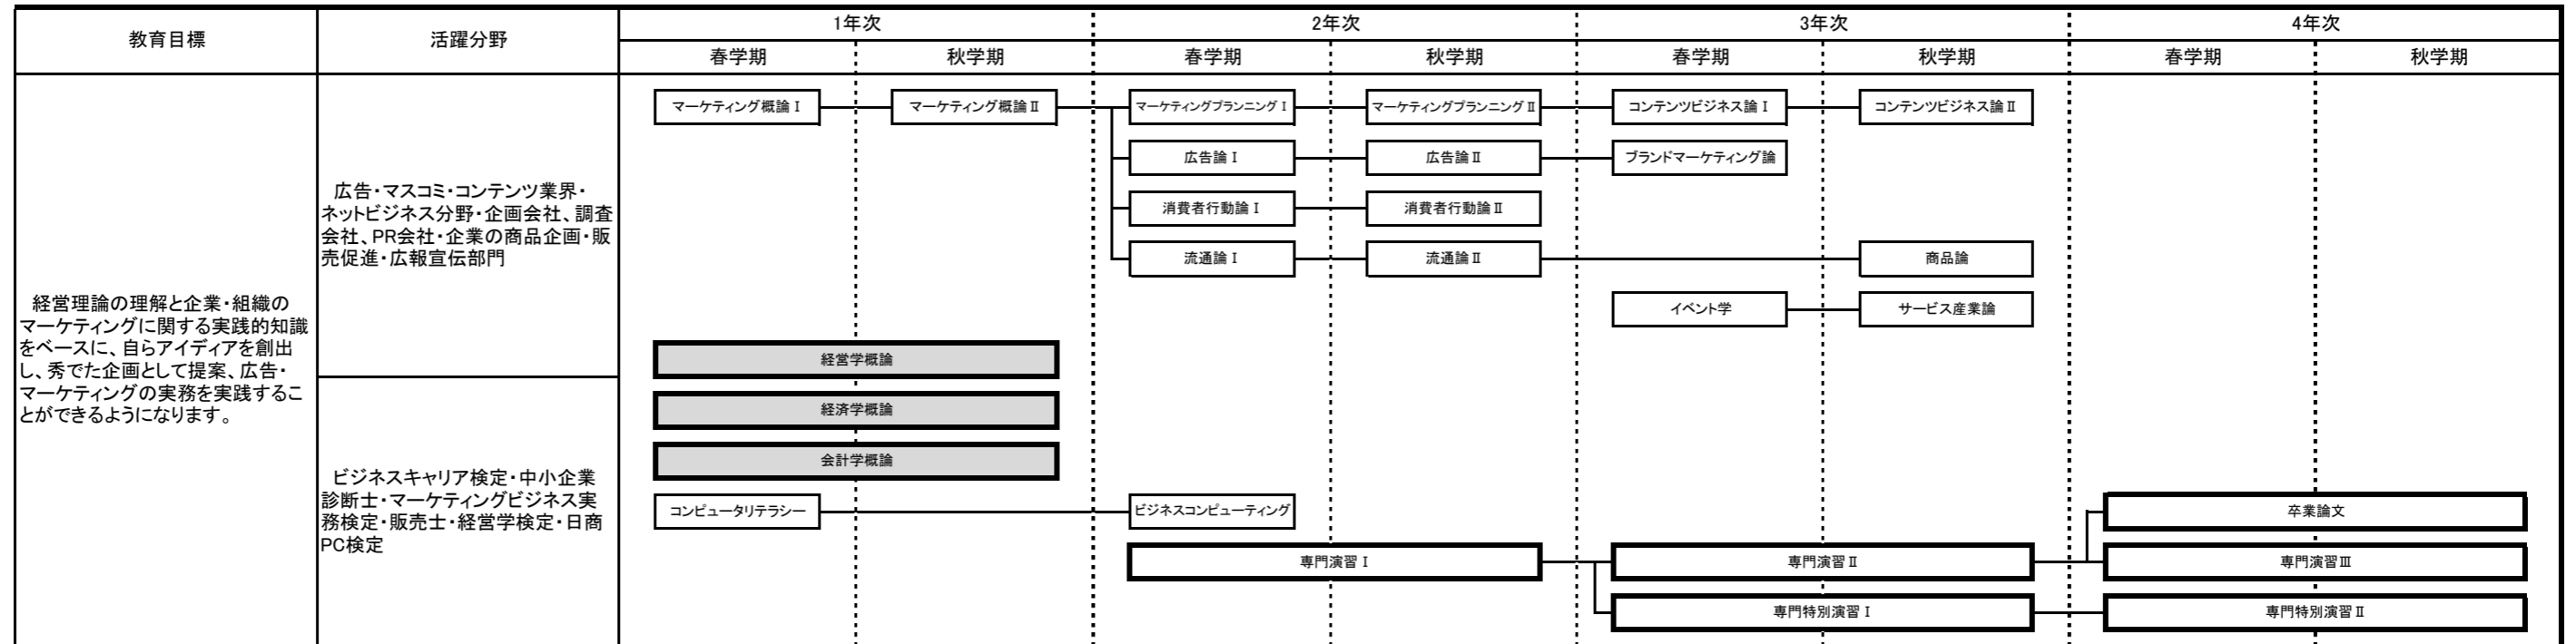 教育目標
活躍分野
1年次
2年次
3年次
4年次
春学期
秋学期
春学期
秋学期
春学期
秋学期
春学期
秋学期
経営理論の理解と企業・組織の
マーケティングに関する実践的知識
をベースに、自らアイディアを創出
し、秀でた企画として提案、広告・
マーケティングの実務を実践するこ
とができるようになります。
広告・マスコミ・コンテンツ業界・
ネットビジネス分野・企画会社、調査
会社、PR会社・企業の商品企画・販
売促進・広報宣伝部門
ビジネスキャリア検定・中小企業
診断士・マーケティングビジネス実
務検定・販売士・経営学検定・日商
PC検定
マーケティング概論Ⅰ
マーケティング概論Ⅱ
マーケティングプランニングⅠ
マーケティングプランニングⅡ
コンテンツビジネス論Ⅰ
コンテンツビジネス論Ⅱ
広告論Ⅰ
広告論Ⅱ
ブランドマーケティング論
消費者行動論Ⅰ
消費者行動論Ⅱ
流通論Ⅰ
流通論Ⅱ
商品論
イベント学
サービス産業論
経営学概論
経済学概論
会計学概論
コンピュータリテラシー
ビジネスコンピューティング
卒業論文
専門演習Ⅰ
専門演習Ⅱ
専門演習Ⅲ
専門特別演習Ⅰ
専門特別演習Ⅱ